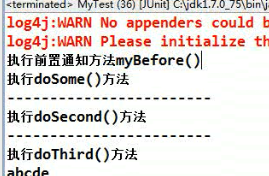 <terminated> MyTest (36) [JUnit] C:\jdk1.7.0_75\bin\ja
log4j:WARN No appenders could b
log4j:WARN Please initialize th
执行前置通知方法myBefore()
执行doSome()方法
--------------------------
执行doSecond()方法
--------------------------
执行doThird()方法
abcde